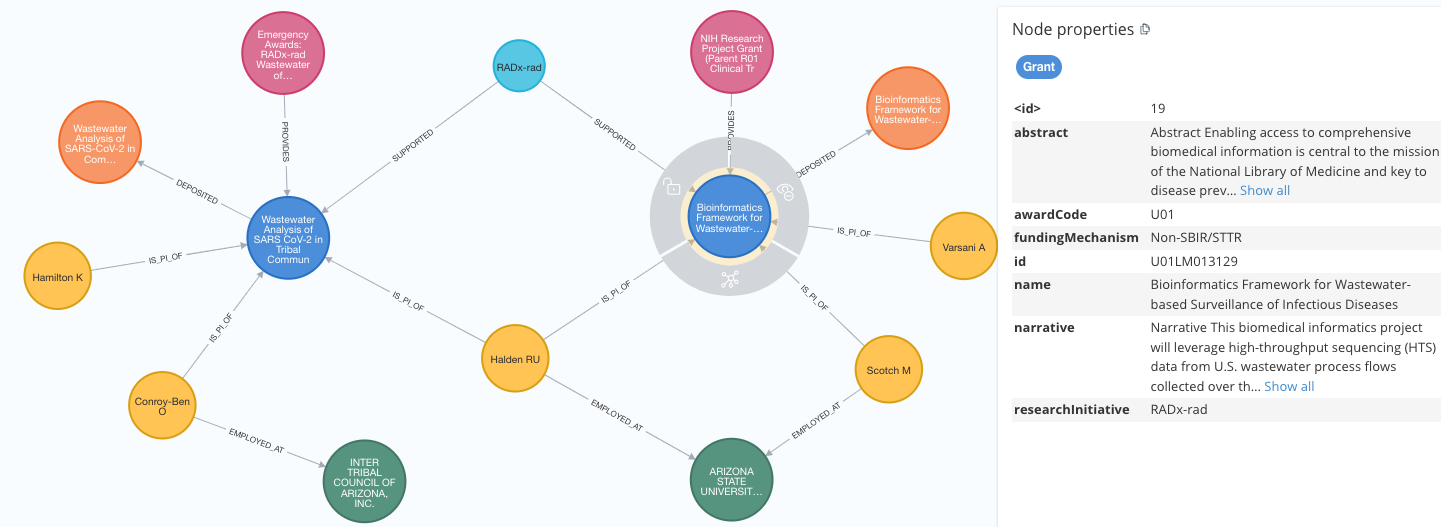 Emergency
Awards:
RADx-rad
Wastewater
of...
RADx-rad
NIH Research
Project Grant
(Parent R01
Clinical Tr
Wastewater
Analysis of
SARS-CoV-2 in
Com...
Bioinformatics
Framework for
Wastewater-...
PROVIDES
SUPPORTED
SUPPORTED
DEPOSITED
DEPOSITED
Wastewater
Analysis of
SARS CoV-2 in
Tribal
Commun
Bioinformatics
Framework for
Wastewater-...
Hamilton K
IS_PI_OF
IS_PI_OF
Varsani A
IS_PI_OF
IS_PI_OF
IS_PI_OF
IS_PI_OF
Halden RU
Scotch M
Conroy-Ben
O
EMPLOYED_AT
EMPLOYED_AT
EMPLOYED_AT
INTER
TRIBAL
COUNCIL OF
ARIZONA,
INC.
ARIZONA
STATE
UNIVERSIT...
Node properties
Grant
<id> 19
abstract Abstract Enabling access to comprehensive
biomedical information is central to the mission
of the National Library of Medicine and key to
disease prev... Show all
awardCode U01
fundingMechanism Non-SBIR/STTR
id U01LM013129
name Bioinformatics Framework for Wastewater-
based Surveillance of Infectious Diseases
narrative Narrative This biomedical informatics project
will leverage high-throughput sequencing (HTS)
data from U.S. wastewater process flows
collected over th... Show all
researchInitiative RADx-rad